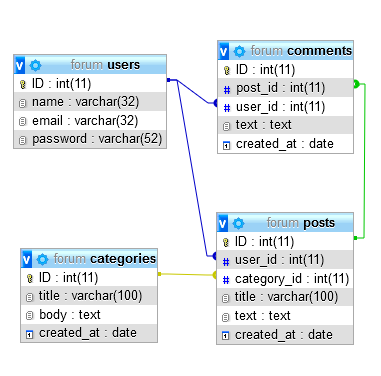 forum users
ID : int(11)
name : varchar(32)
email : varchar(32)
password : varchar(52)
forum comments
ID : int(11)
post_id : int(11)
user_id : int(11)
text : text
created_at : date
forum categories
ID : int(11)
title : varchar(100)
body : text
created_at : date
forum posts
ID : int(11)
user_id : int(11)
category_id : int(11)
title : varchar(100)
text : text
created_at : date